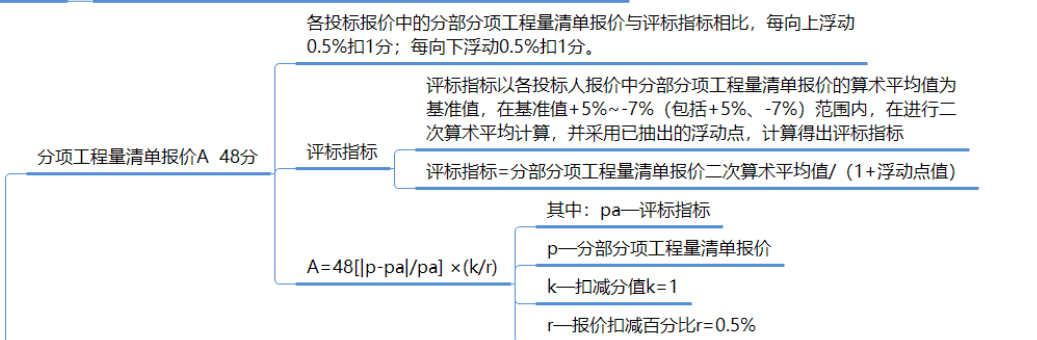 各投标报价中的分部分项工程量清单报价与评标指标相比，每向上浮动
0.5%扣1分；每向下浮动0.5%扣1分。
评标指标以各投标人报价中分部分项工程量清单报价的算术平均值为
基准值，在基准值+5%~-7%（包括+5%、-7%）范围内，在进行二
次算术平均计算，并采用已抽出的浮动点，计算得出评标指标
分项工程量清单报价A 48分
评标指标
评标指标=分部分项工程量清单报价二次算术平均值/（1+浮动点值）
其中：pa—评标指标
p—分部分项工程量清单报价
A=48[|p-pa|/pa] ×(k/r)
k—扣减分值k=1
r—报价扣减百分比r=0.5%